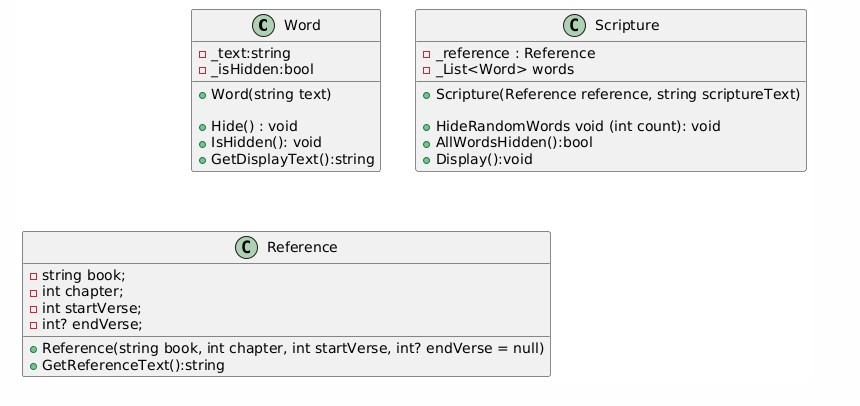 C Word
_text:string
_isHidden:bool
Word(string text)
Hide() : void
IsHidden(): void
GetDisplayText():string
C Scripture
_reference : Reference
_List<Word> words
Scripture(Reference reference, string scriptureText)
HideRandomWords void (int count): void
AllWordsHidden():bool
Display():void
C Reference
string book;
int chapter;
int startVerse;
int? endVerse;
Reference(string book, int chapter, int startVerse, int? endVerse = null)
GetReferenceText():string